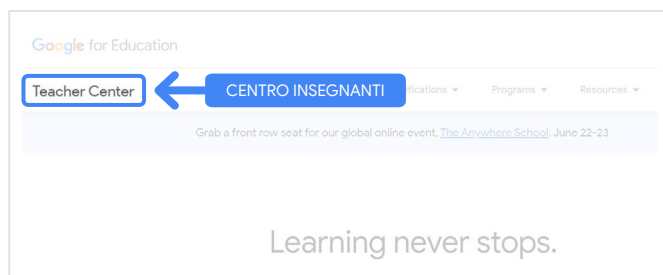 Google for Education
Teacher Center CENTRO INSEGNANTI fications Programs Resources
Grab a front row seat for our global online event, The Anywhere School. June 22-23
Learning never stops.